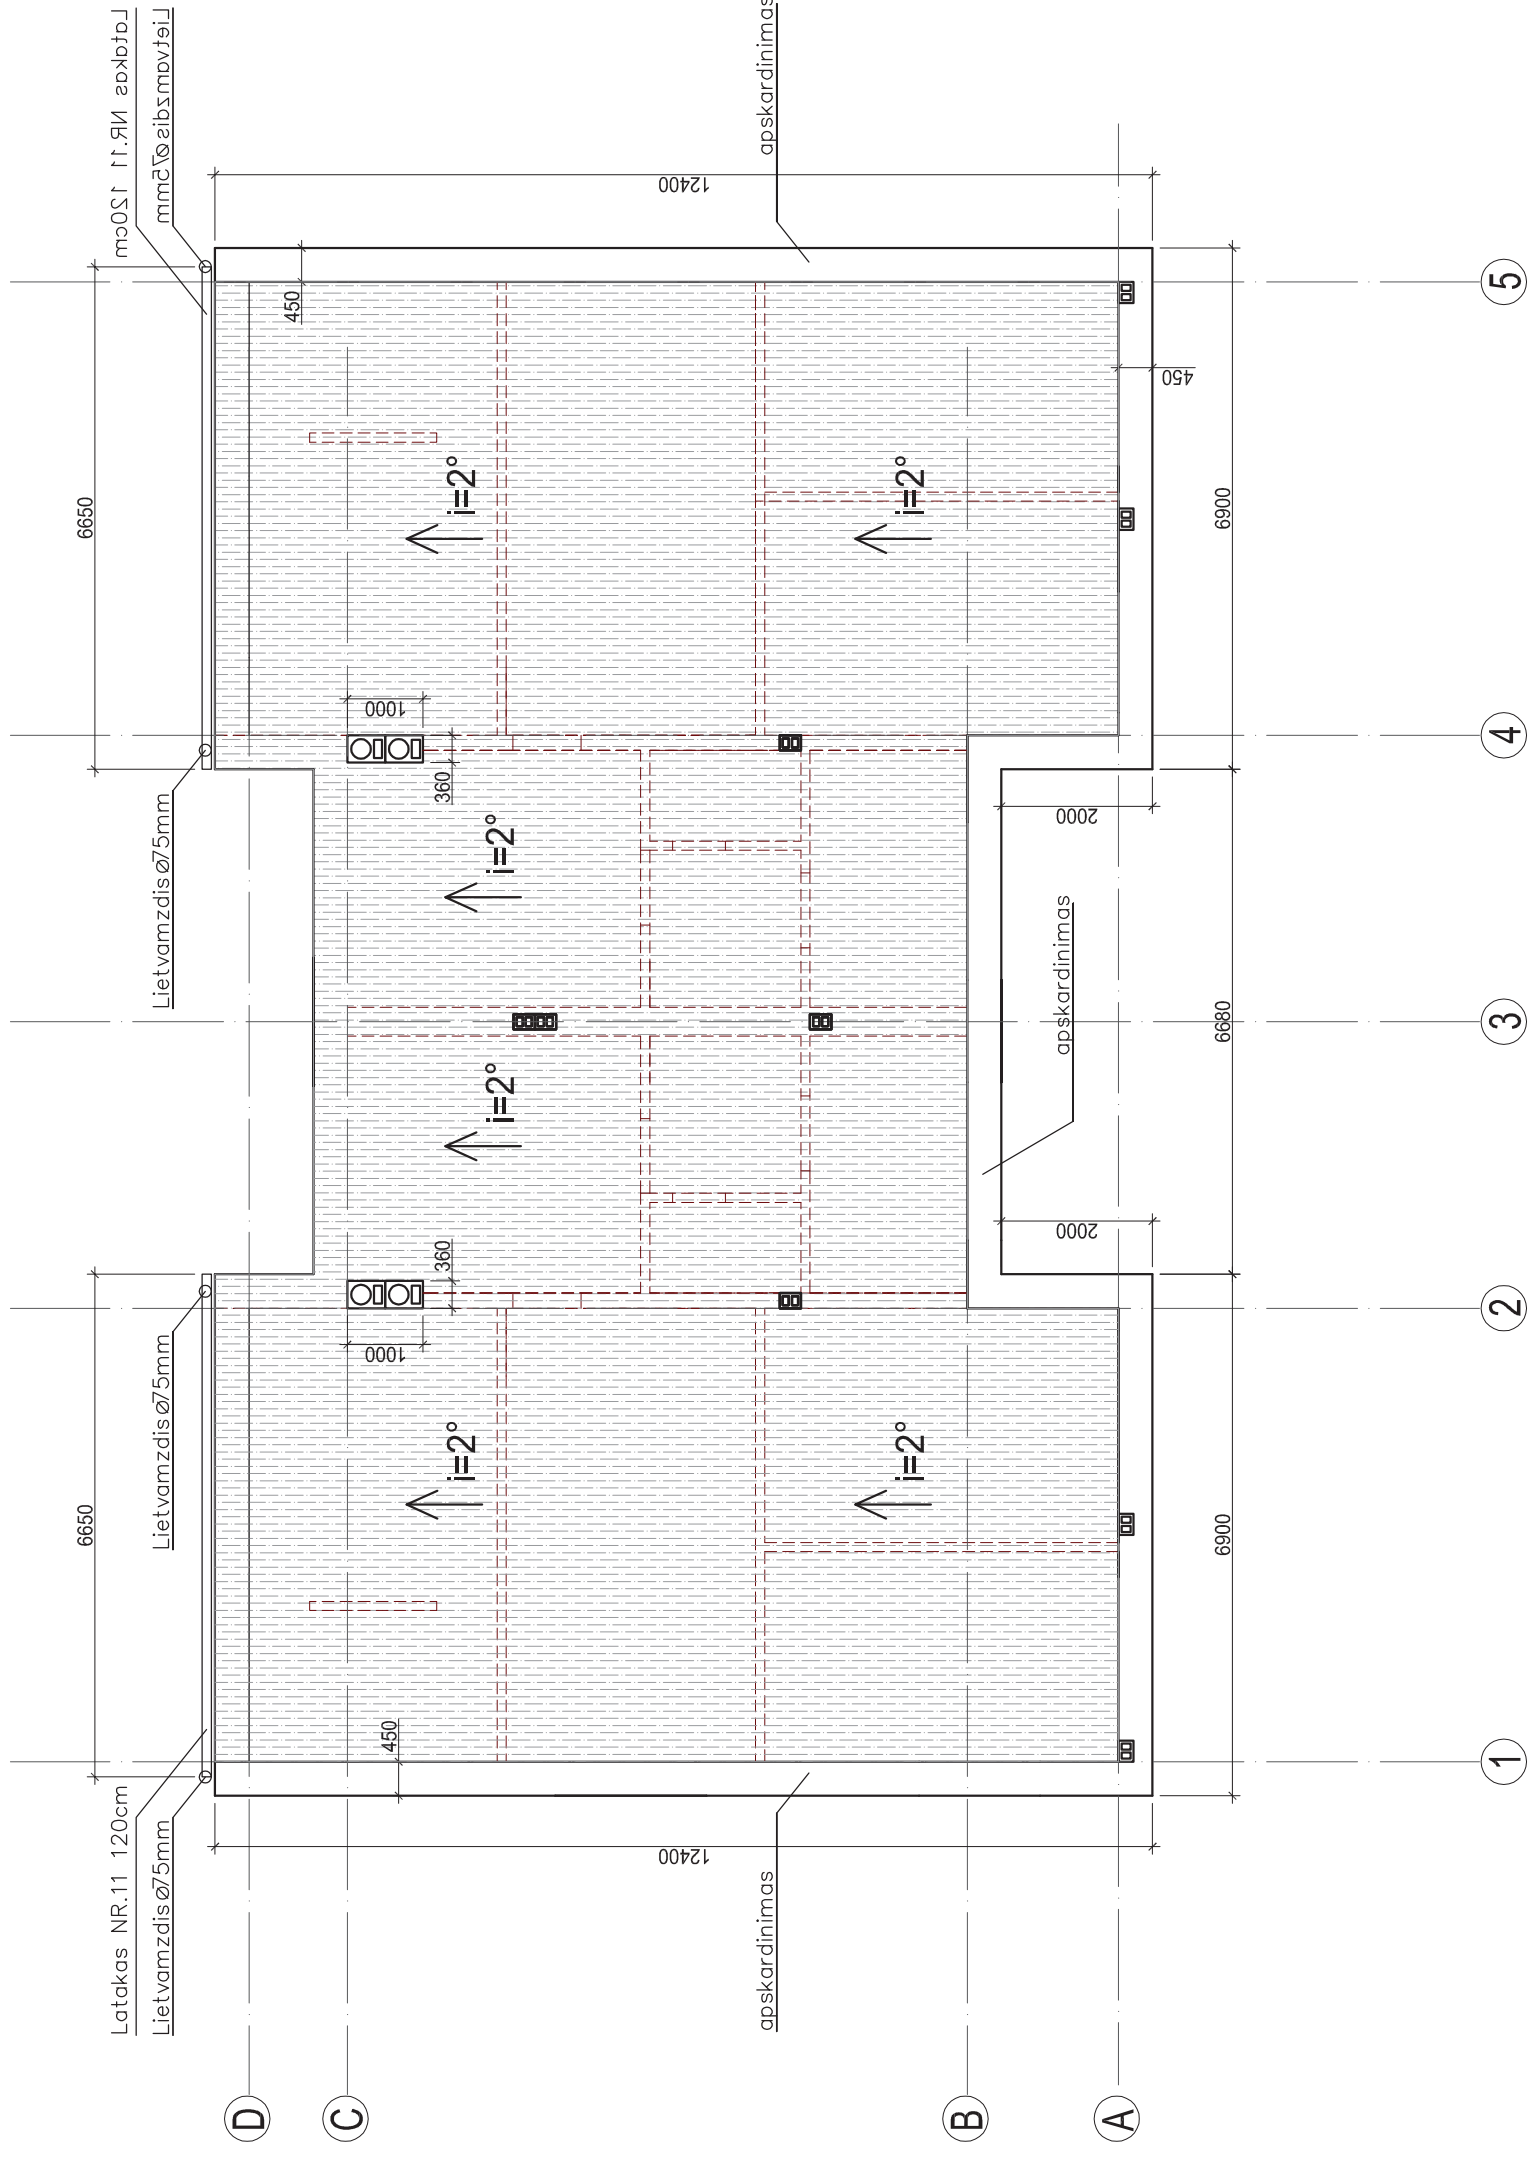 Latakas NR.11 120cm
Lietvamzdis Ø75mm
6650
Lietvamzdis Ø75mm
Lietvamzdis Ø75mm
6650
Latakas NR.11 120cm
Lietvamzdis Ø75mm
D
C
B
A
12400
450
1000
360
360
1000
450
12400
i=2°
i=2°
i=2°
i=2°
i=2°
i=2°
apskardinimas
apskardinimas
apskardinimas
2000
2000
450
6900
6680
6900
1
2
3
4
5